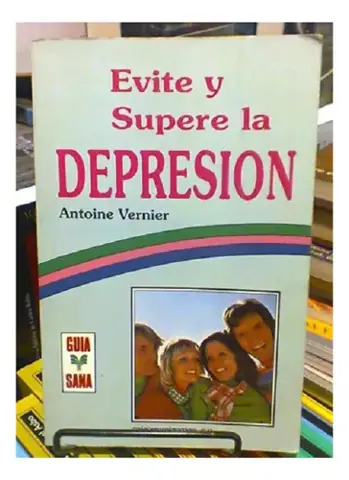 Evite y
Supere la
DEPRESION
Antoine Vernier
GUIA
SANA